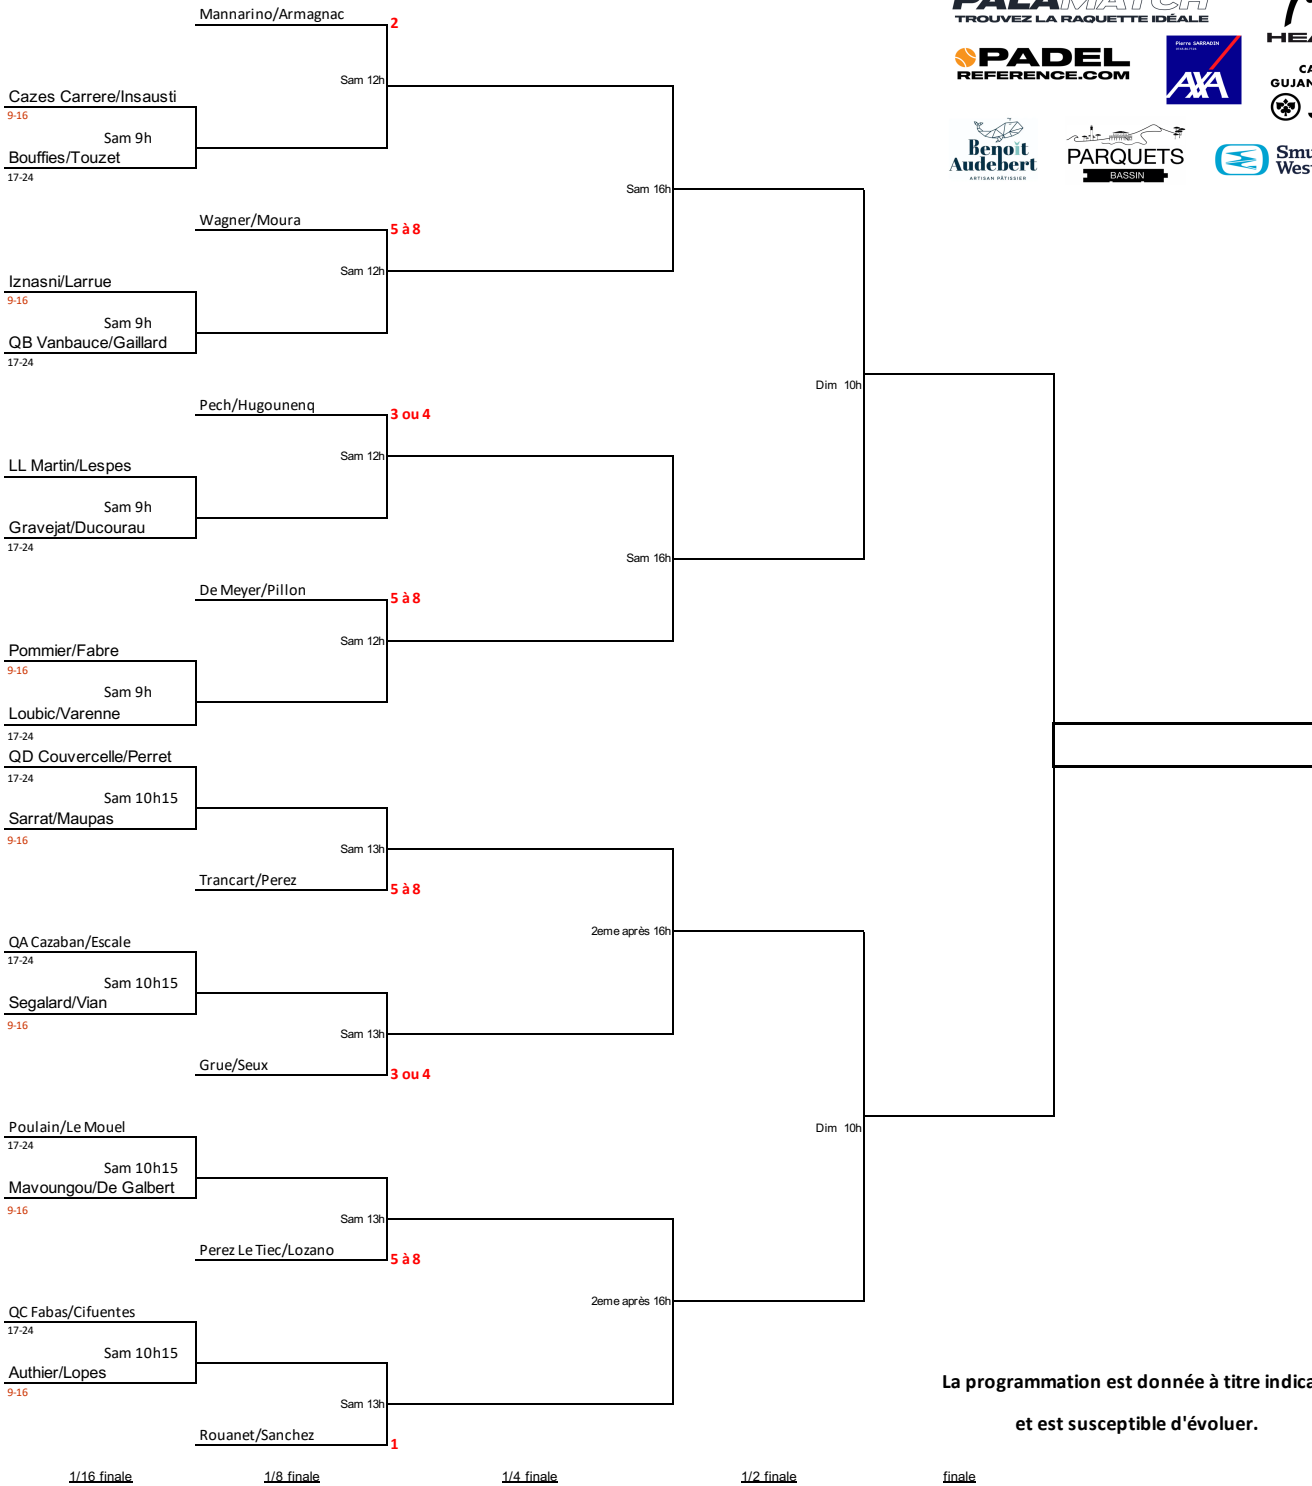 PALAMATCH
TROUVEZ LA RAQUETTE IDÉALE
PADEL
REFERENCE.COM
Pierre SARRADIN
AXA
Benoît
Audebert
ARTISAN PÂTISSIER
PARQUETS
BASSIN
Mannarino/Armagnac
2
Sam 12h
Cazes Carrere/Insausti
9-16
Sam 9h
Bouffies/Touzet
17-24
Sam 16h
Wagner/Moura
5 à 8
Sam 12h
Iznasni/Larrue
9-16
Sam 9h
QB Vanbauce/Gaillard
17-24
Dim 10h
Pech/Hugounenq
3 ou 4
Sam 12h
LL Martin/Lespes
Sam 9h
Gravejat/Ducourau
17-24
Sam 16h
De Meyer/Pillon
5 à 8
Sam 12h
Pommier/Fabre
9-16
Sam 9h
Loubic/Varenne
17-24
QD Couvercelle/Perret
17-24
Sam 10h15
Sarrat/Maupas
9-16
Sam 13h
Trancart/Perez
5 à 8
2eme après 16h
QA Cazaban/Escale
17-24
Sam 10h15
Segalard/Vian
9-16
Sam 13h
Grue/Seux
3 ou 4
Dim 10h
Poulain/Le Mouel
17-24
Sam 10h15
Mavoungou/De Galbert
9-16
Sam 13h
Perez Le Tiec/Lozano
5 à 8
2eme après 16h
QC Fabas/Cifuentes
17-24
Sam 10h15
Authier/Lopes
9-16
Sam 13h
Rouanet/Sanchez
1
La programmation est donnée à titre indica
et est susceptible d'évoluer.
1/16 finale
1/8 finale
1/4 finale
1/2 finale
finale